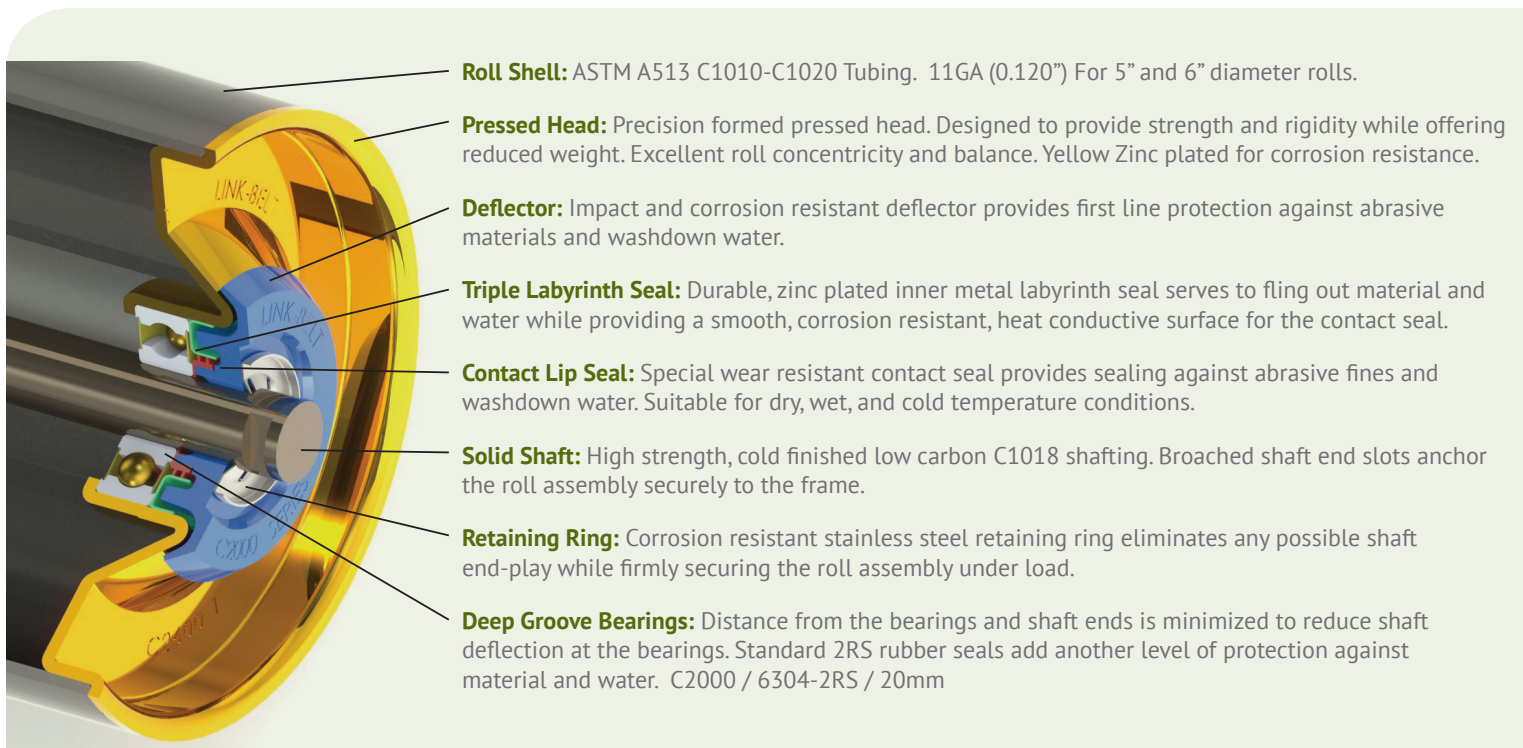 Roll Shell: ASTM A513 C1010-C1020 Tubing.  11GA (0.120”) For 5” and 6” diameter rolls.
Pressed Head: Precision formed pressed head. Designed to provide strength and rigidity while offering
reduced weight. Excellent roll concentricity and balance. Yellow Zinc plated for corrosion resistance.
Deflector: Impact and corrosion resistant deflector provides first line protection against abrasive
materials and washdown water.
Triple Labyrinth Seal: Durable, zinc plated inner metal labyrinth seal serves to fling out material and
water while providing a smooth, corrosion resistant, heat conductive surface for the contact seal.
Contact Lip Seal: Special wear resistant contact seal provides sealing against abrasive fines and
washdown water. Suitable for dry, wet, and cold temperature conditions.
Solid Shaft: High strength, cold finished low carbon C1018 shafting. Broached shaft end slots anchor
the roll assembly securely to the frame.
Retaining Ring: Corrosion resistant stainless steel retaining ring eliminates any possible shaft
end-play while firmly securing the roll assembly under load.
Deep Groove Bearings: Distance from the bearings and shaft ends is minimized to reduce shaft
deflection at the bearings. Standard 2RS rubber seals add another level of protection against
material and water.  C2000 / 6304-2RS / 20mm
LINK-BELT
LINK-BELT
C2000 SERIES